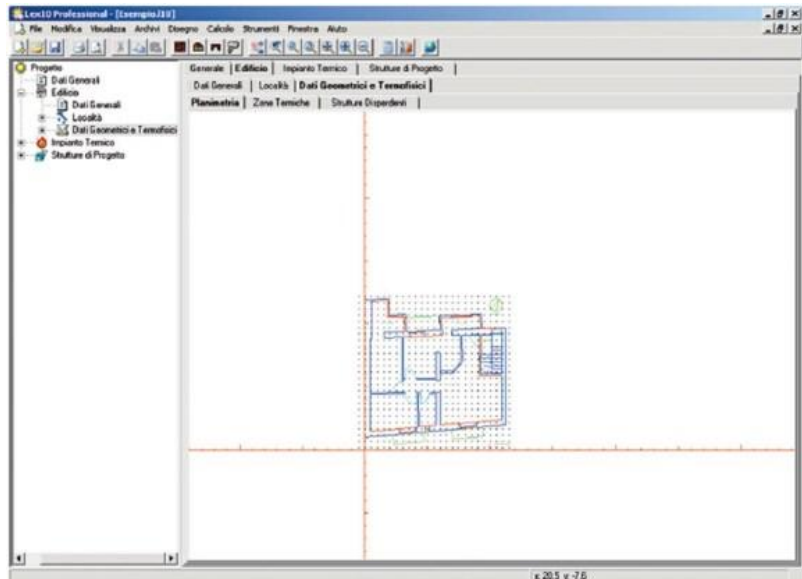 Lex10 Professional - [Esempio.l10]
File Modifica Visualizza Archivi Disegno Calcolo Strumenti Finestra Aiuto
Progetto
Dati Generali
Edificio
Dati Generali
Località
Dati Geometrici e Termofisici
Impianto Termico
Strutture di Progetto
Generale | Edificio | Impianto Termico | Strutture di Progetto |
Dati Generali | Località | Dati Geometrici e Termofisici |
Planimetria | Zone Termiche | Strutture Disperdenti |
x: 20.5 y: -7.6